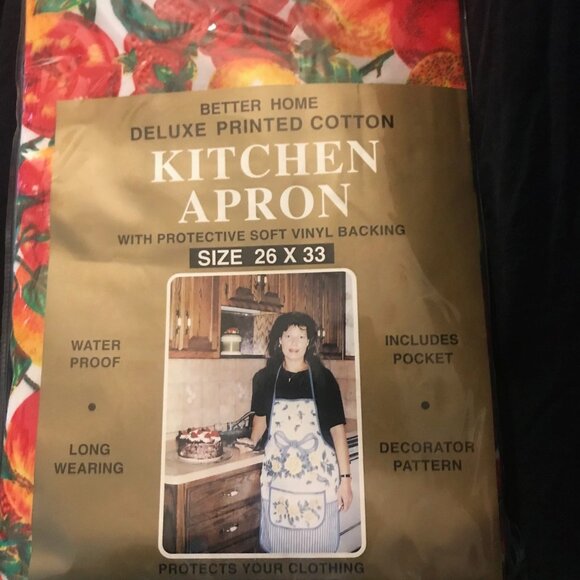 BETTER HOME
DELUXE PRINTED COTTON
KITCHEN
APRON
WITH PROTECTIVE SOFT VINYL BACKING
SIZE 26 X 33
WATER
PROOF
INCLUDES
POCKET
LONG
WEARING
DECORATOR
PATTERN
PROTECTS YOUR CLOTHING